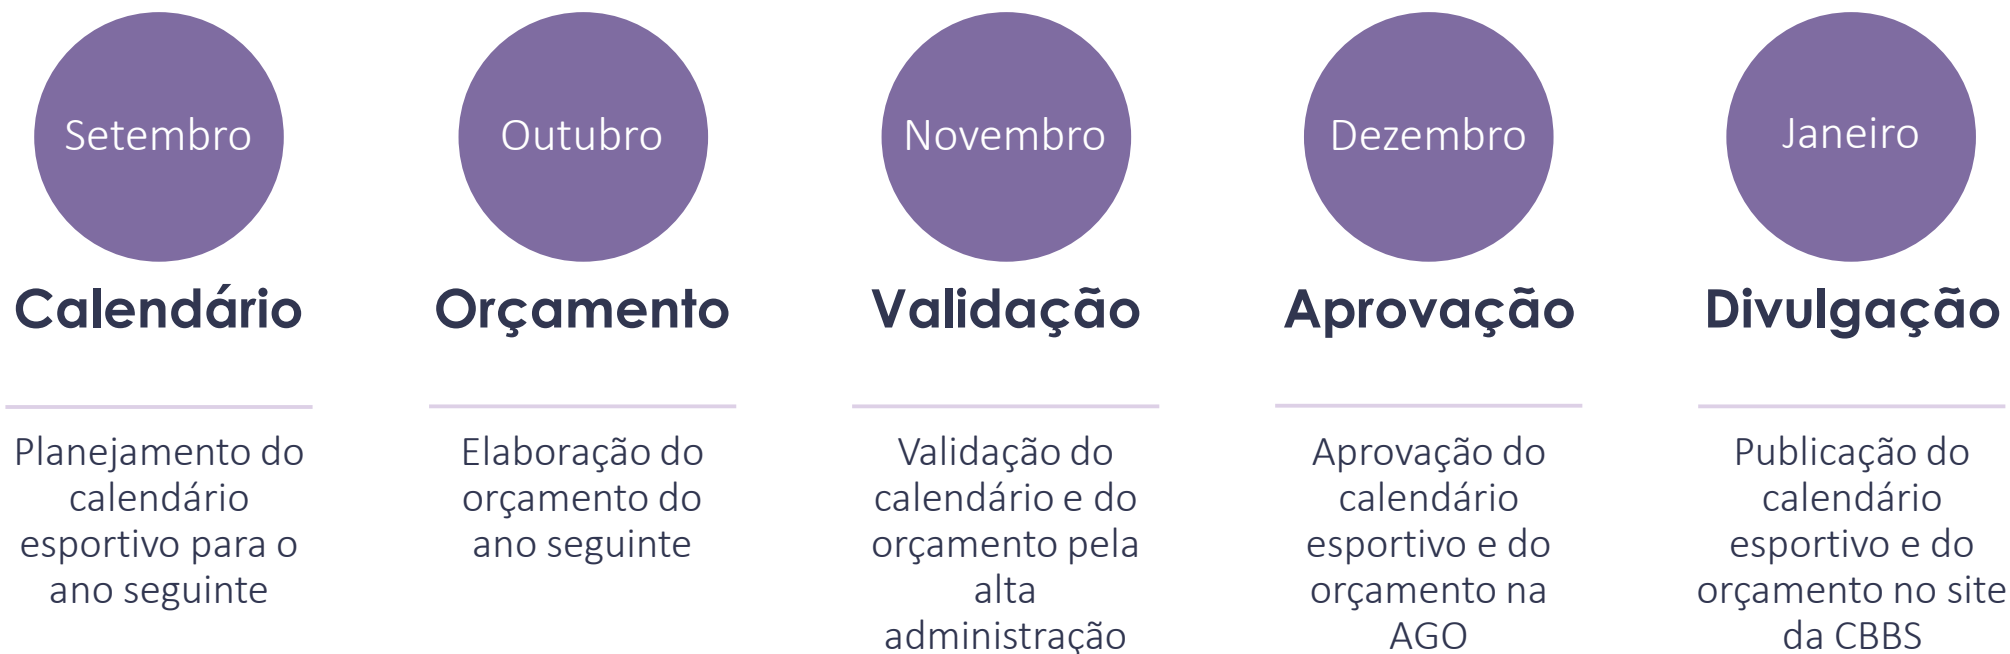 Setembro
Calendário
Planejamento do
calendário
esportivo para o
ano seguinte
Outubro
Orçamento
Elaboração do
orçamento do
ano seguinte
Novembro
Validação
Validação do
calendário e do
orçamento pela
alta
administração
Dezembro
Aprovação
Aprovação do
calendário
esportivo e do
orçamento na
AGO
Janeiro
Divulgação
Publicação do
calendário
esportivo e do
orçamento no site
da CBBS